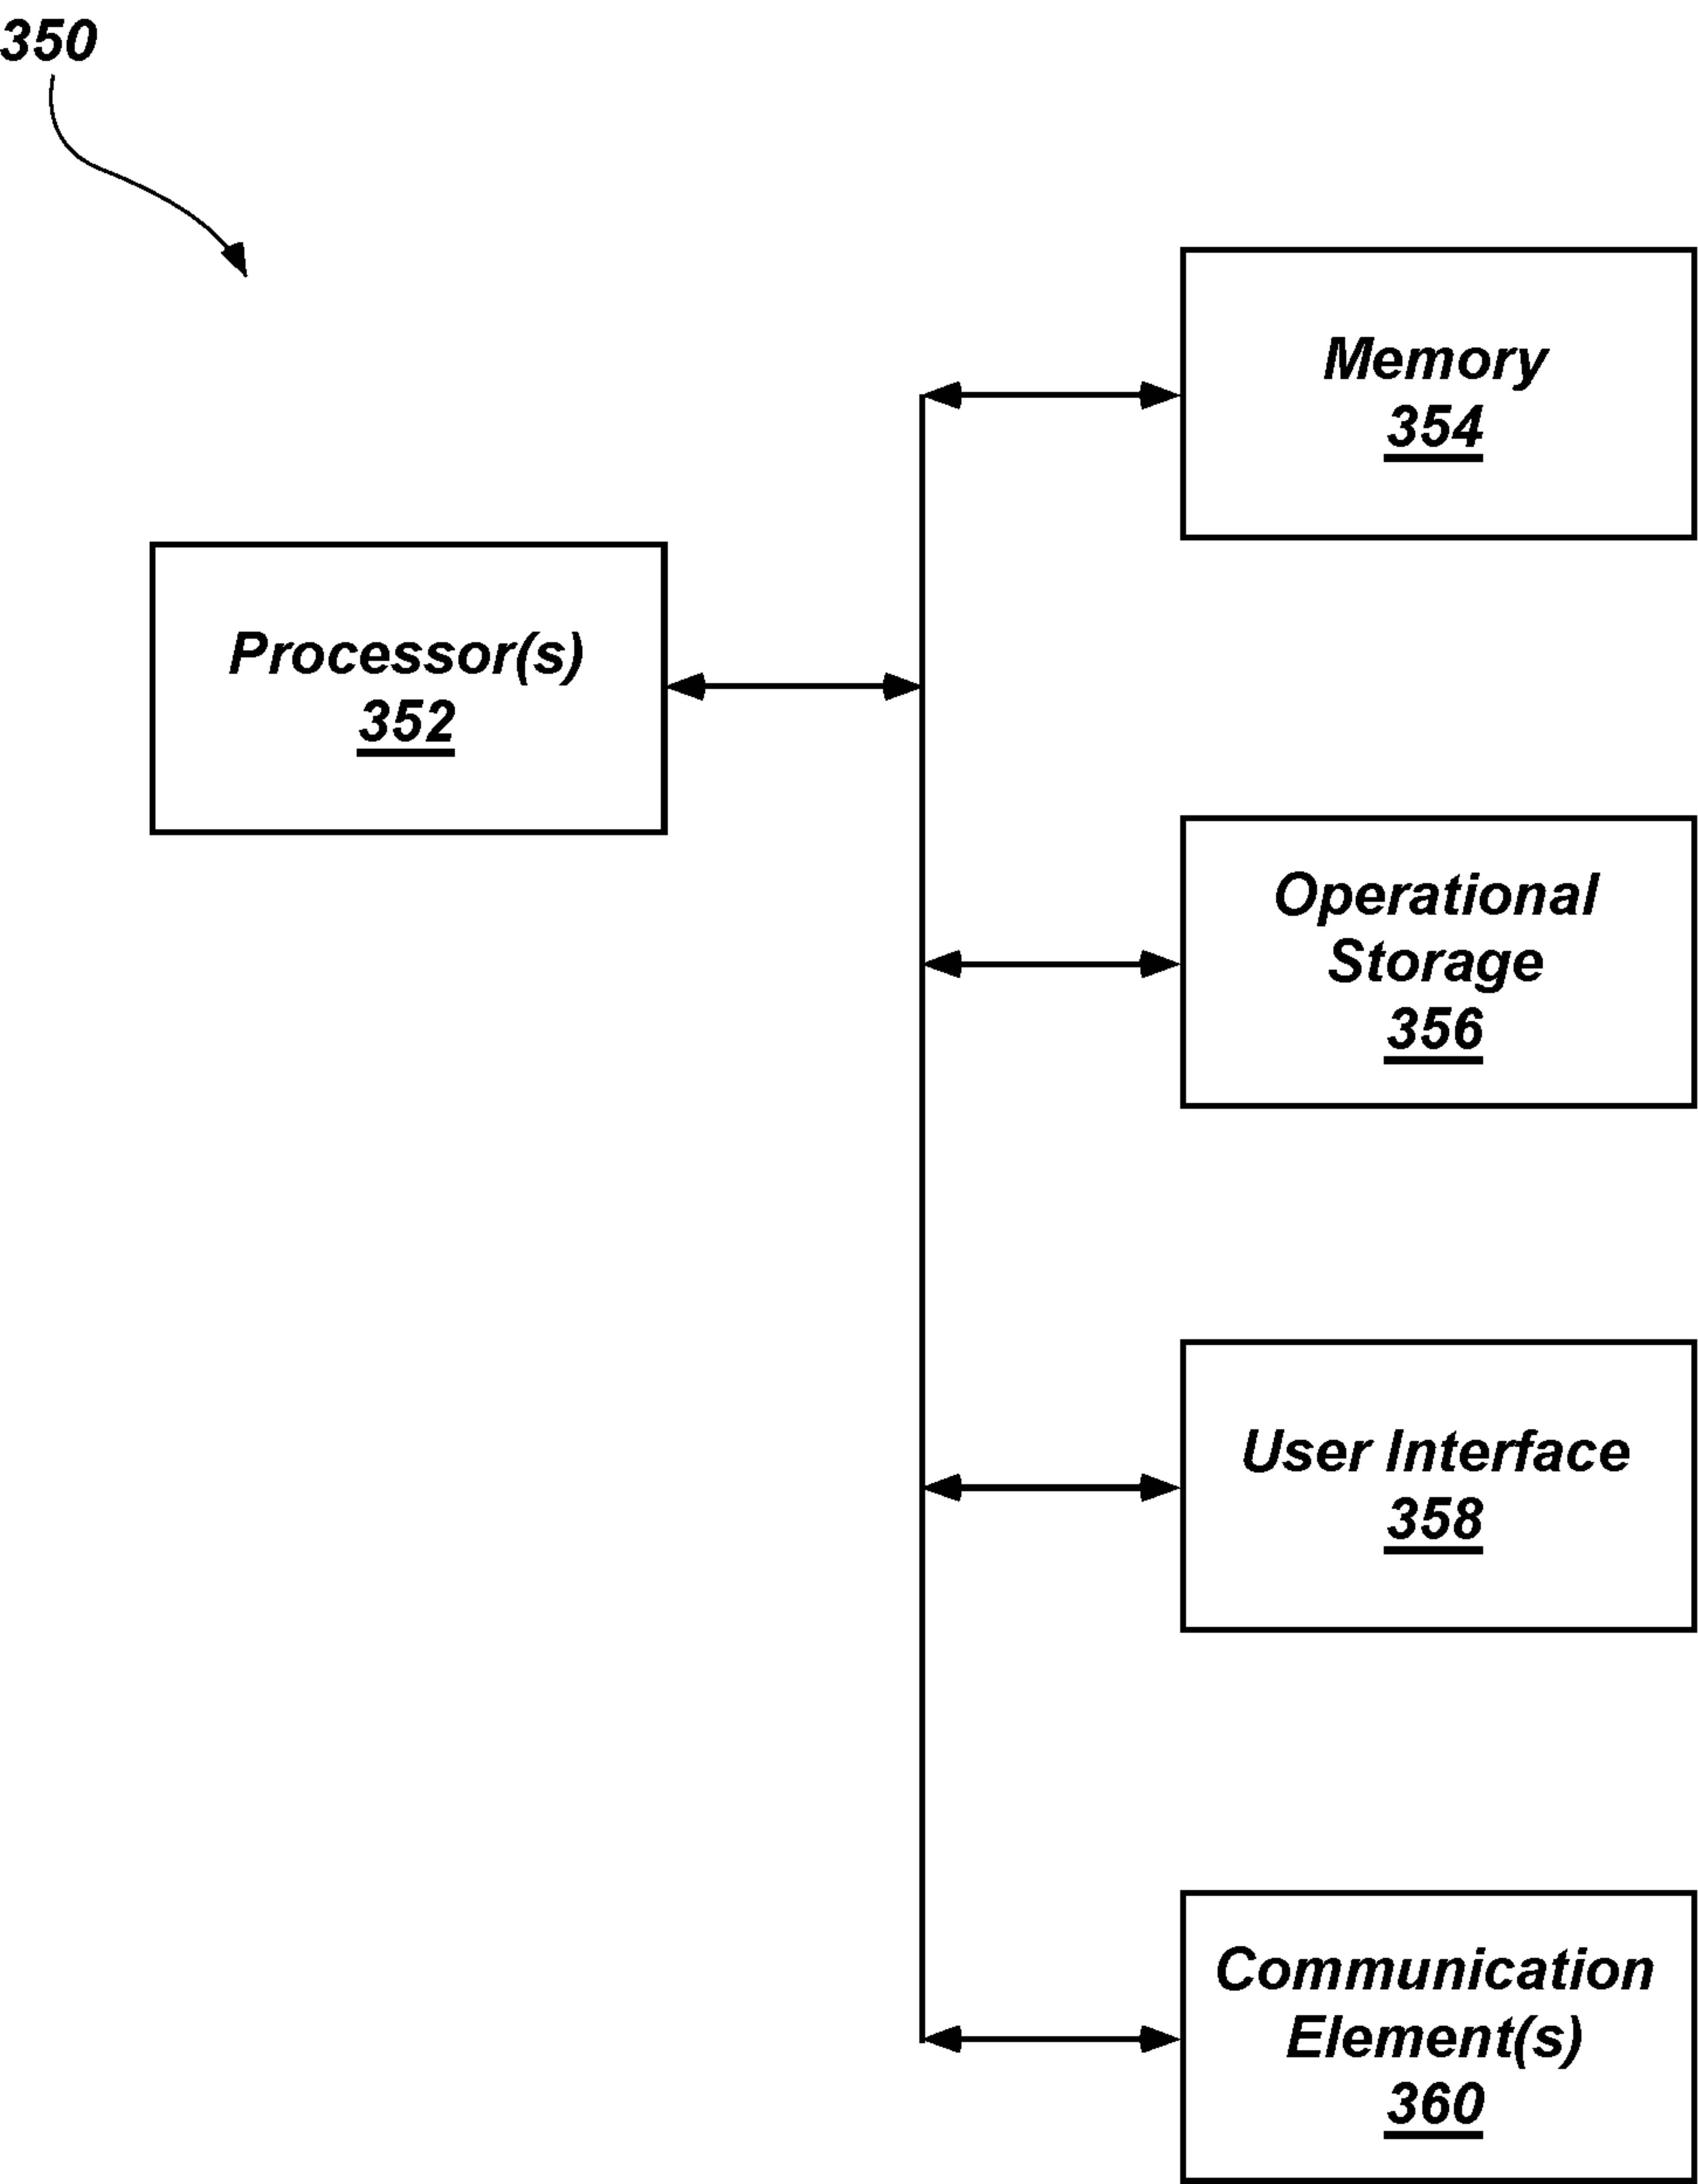 350
Memory
354
Processor(s)
352
Operational
Storage
356
User Interface
358
Communication
Element(s)
360